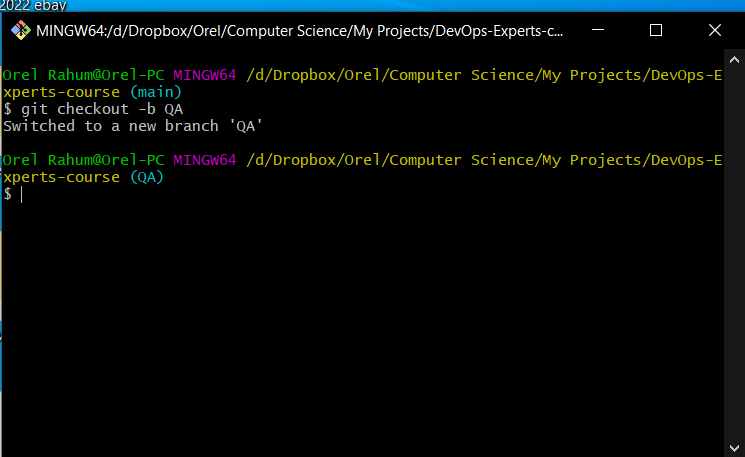 2022 ebay
MINGW64:/d/Dropbox/Orel/Computer Science/My Projects/DevOps-Experts-c...
Orel Rahum@Orel-PC MINGW64 /d/Dropbox/Orel/Computer Science/My Projects/DevOps-E
xperts-course (main)
$ git checkout -b QA
Switched to a new branch 'QA'
Orel Rahum@Orel-PC MINGW64 /d/Dropbox/Orel/Computer Science/My Projects/DevOps-E
xperts-course (QA)
$